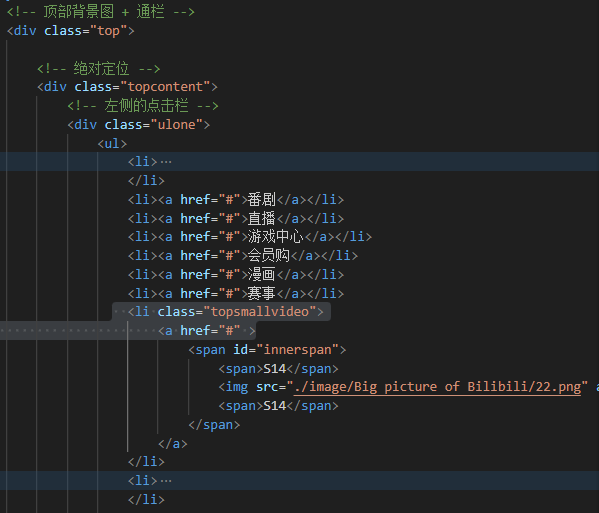 <!-- 顶部背景图 + 通栏 -->
<div class="top">
<!-- 绝对定位 -->
<div class="topcontent">
<!-- 左侧的点击栏 -->
<div class="ulone">
<ul>
<li>…
</li>
<li><a href="#">番剧</a></li>
<li><a href="#">直播</a></li>
<li><a href="#">游戏中心</a></li>
<li><a href="#">会员购</a></li>
<li><a href="#">漫画</a></li>
<li><a href="#">赛事</a></li>
<li class="topsmallvideo">
<a href="#" >
<span id="innerspan">
<span>S14</span>
<img src="./image/Big picture of Bilibili/22.png" a
<span>S14</span>
</span>
</a>
</li>
<li>…
</li>